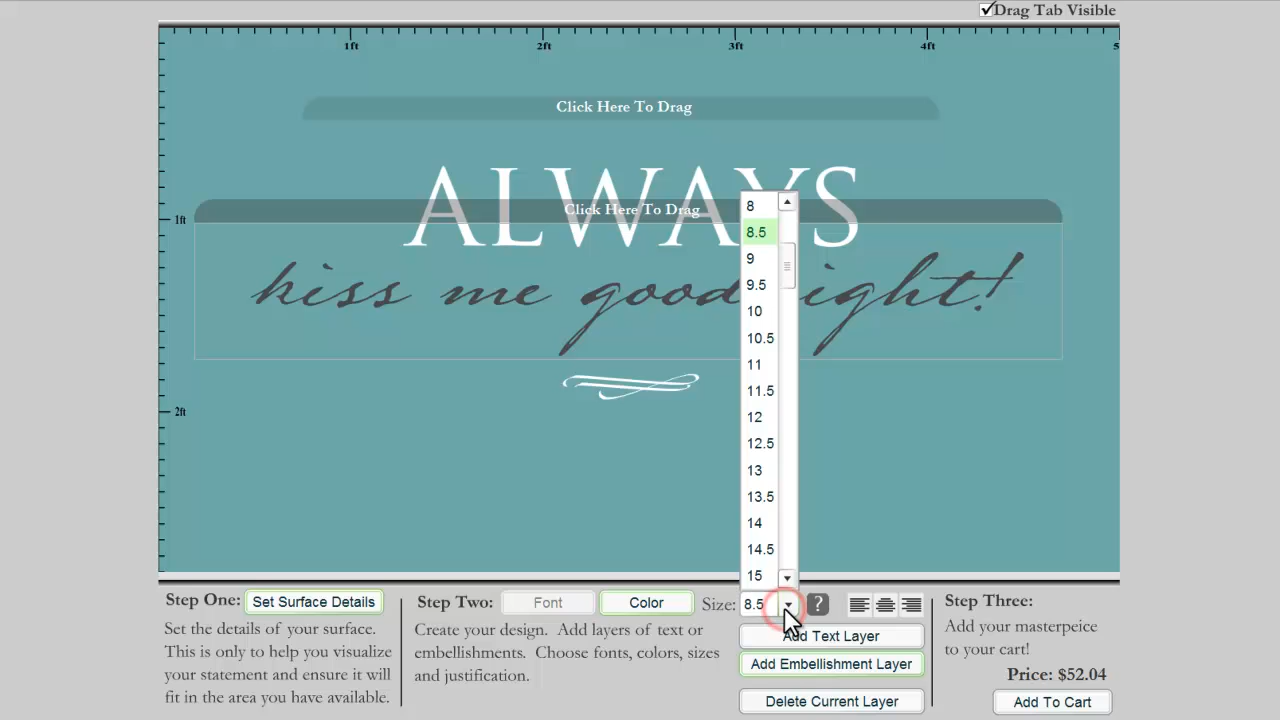 Drag Tab Visible
1ft 2ft 3ft 4ft 5
Click Here To Drag
ALWAYS
Click Here To Drag
1ft
kiss me goodnight!
2ft
8
8.5
9
9.5
10
10.5
11
11.5
12
12.5
13
13.5
14
14.5
15
Step One: Set Surface Details
Set the details of your surface.
This is only to help you visualize
your statement and ensure it will
fit in the area you have available.
Step Two: Font Color Size: 8.5 ?
Create your design. Add layers of text or
embellishments. Choose fonts, colors, sizes
and justification.
Add Text Layer
Add Embellishment Layer
Delete Current Layer
Step Three:
Add your masterpeice
to your cart!
Price: $52.04
Add To Cart